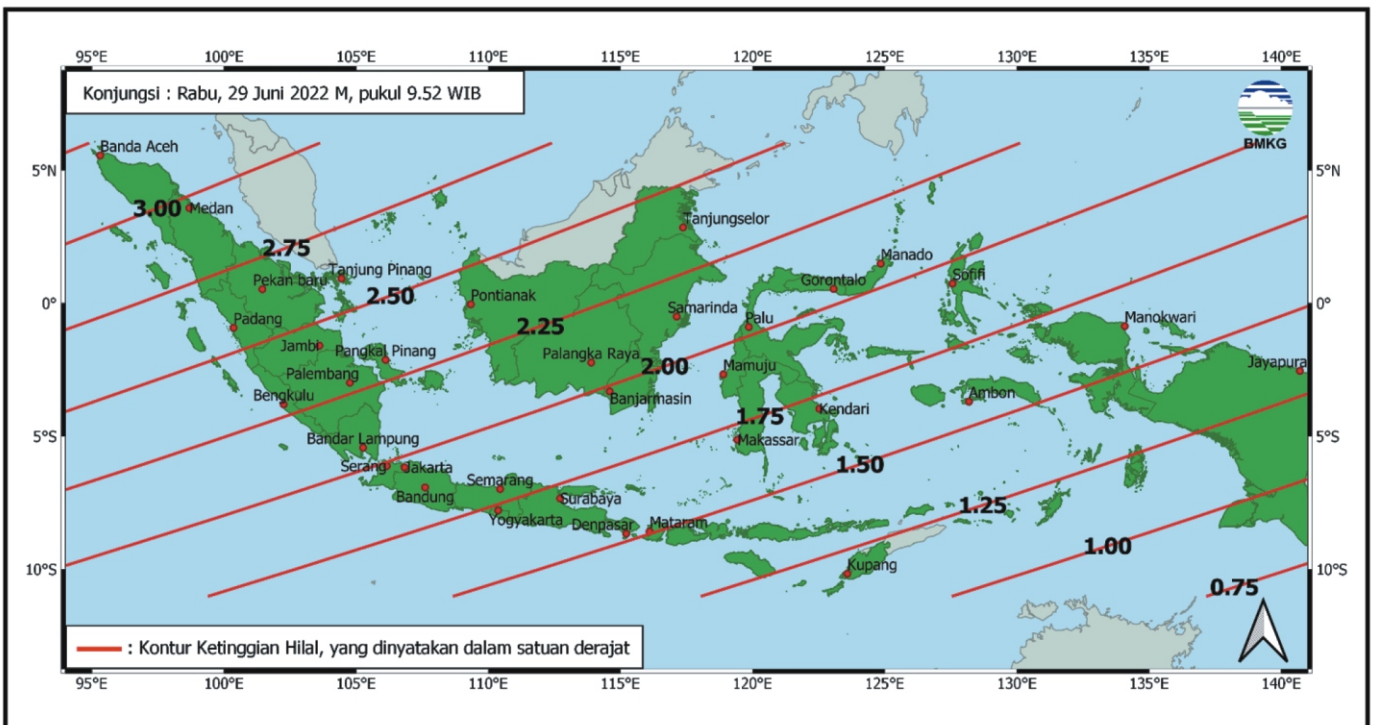 95°E 100°E 105°E 110°E 115°E 120°E 125°E 130°E 135°E 140°E
Konjungsi : Rabu, 29 Juni 2022 M, pukul 9.52 WIB
BMKG
Banda Aceh
5°N 5°N
3.00 Medan
Tanjungselor
2.75
Manado
Tanjung Pinang
Pekan baru
Gorontalo
Sofifi
2.50
Pontianak
0° 0°
Samarinda
Padang
2.25
Palu
Manokwari
Jambi
Pangkal Pinang
Palangka Raya
2.00
Mamuju
Jayapura
Palembang
Bengkulu
Banjarmasin
Ambon
1.75
Kendari
5°S 5°S
Bandar Lampung
Makassar
Serang
Jakarta
1.50
Semarang
Bandung
Surabaya
1.25
Yogyakarta
Denpasar
Mataram
1.00
10°S 10°S
Kupang
0.75
: Kontur Ketinggian Hilal, yang dinyatakan dalam satuan derajat
95°E 100°E 105°E 110°E 115°E 120°E 125°E 130°E 135°E 140°E